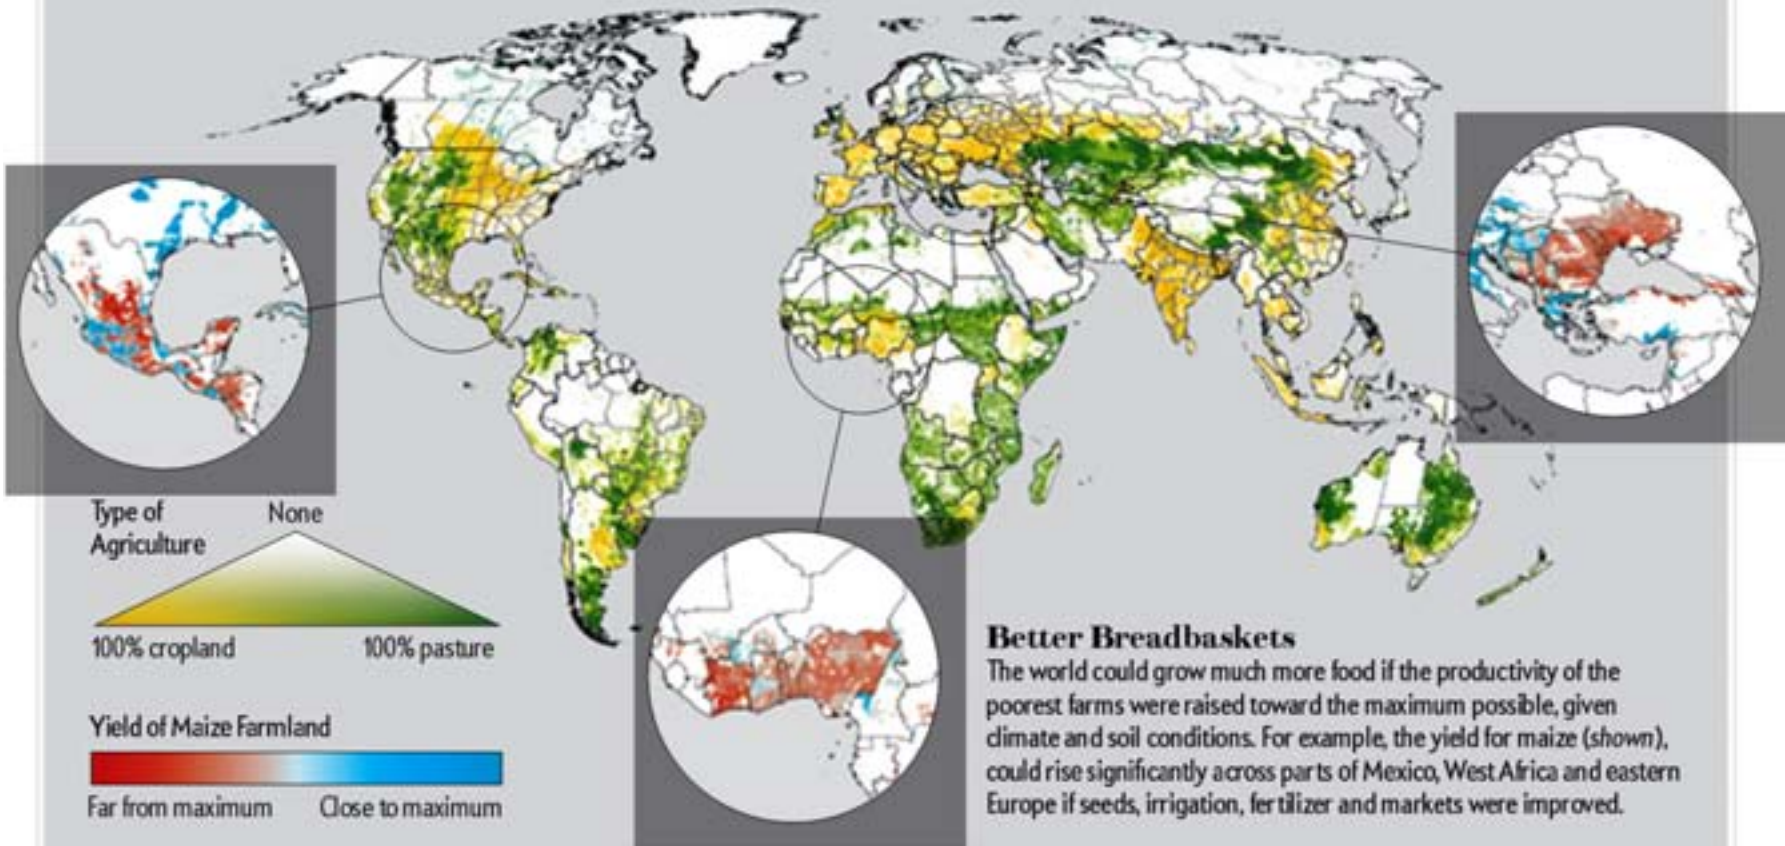 Type of
Agriculture
None
100% cropland
100% pasture
Yield of Maize Farmland
Far from maximum
Close to maximum
Better Breadbaskets
The world could grow much more food if the productivity of the
poorest farms were raised toward the maximum possible, given
climate and soil conditions. For example, the yield for maize (shown),
could rise significantly across parts of Mexico, West Africa and eastern
Europe if seeds, irrigation, fertilizer and markets were improved.